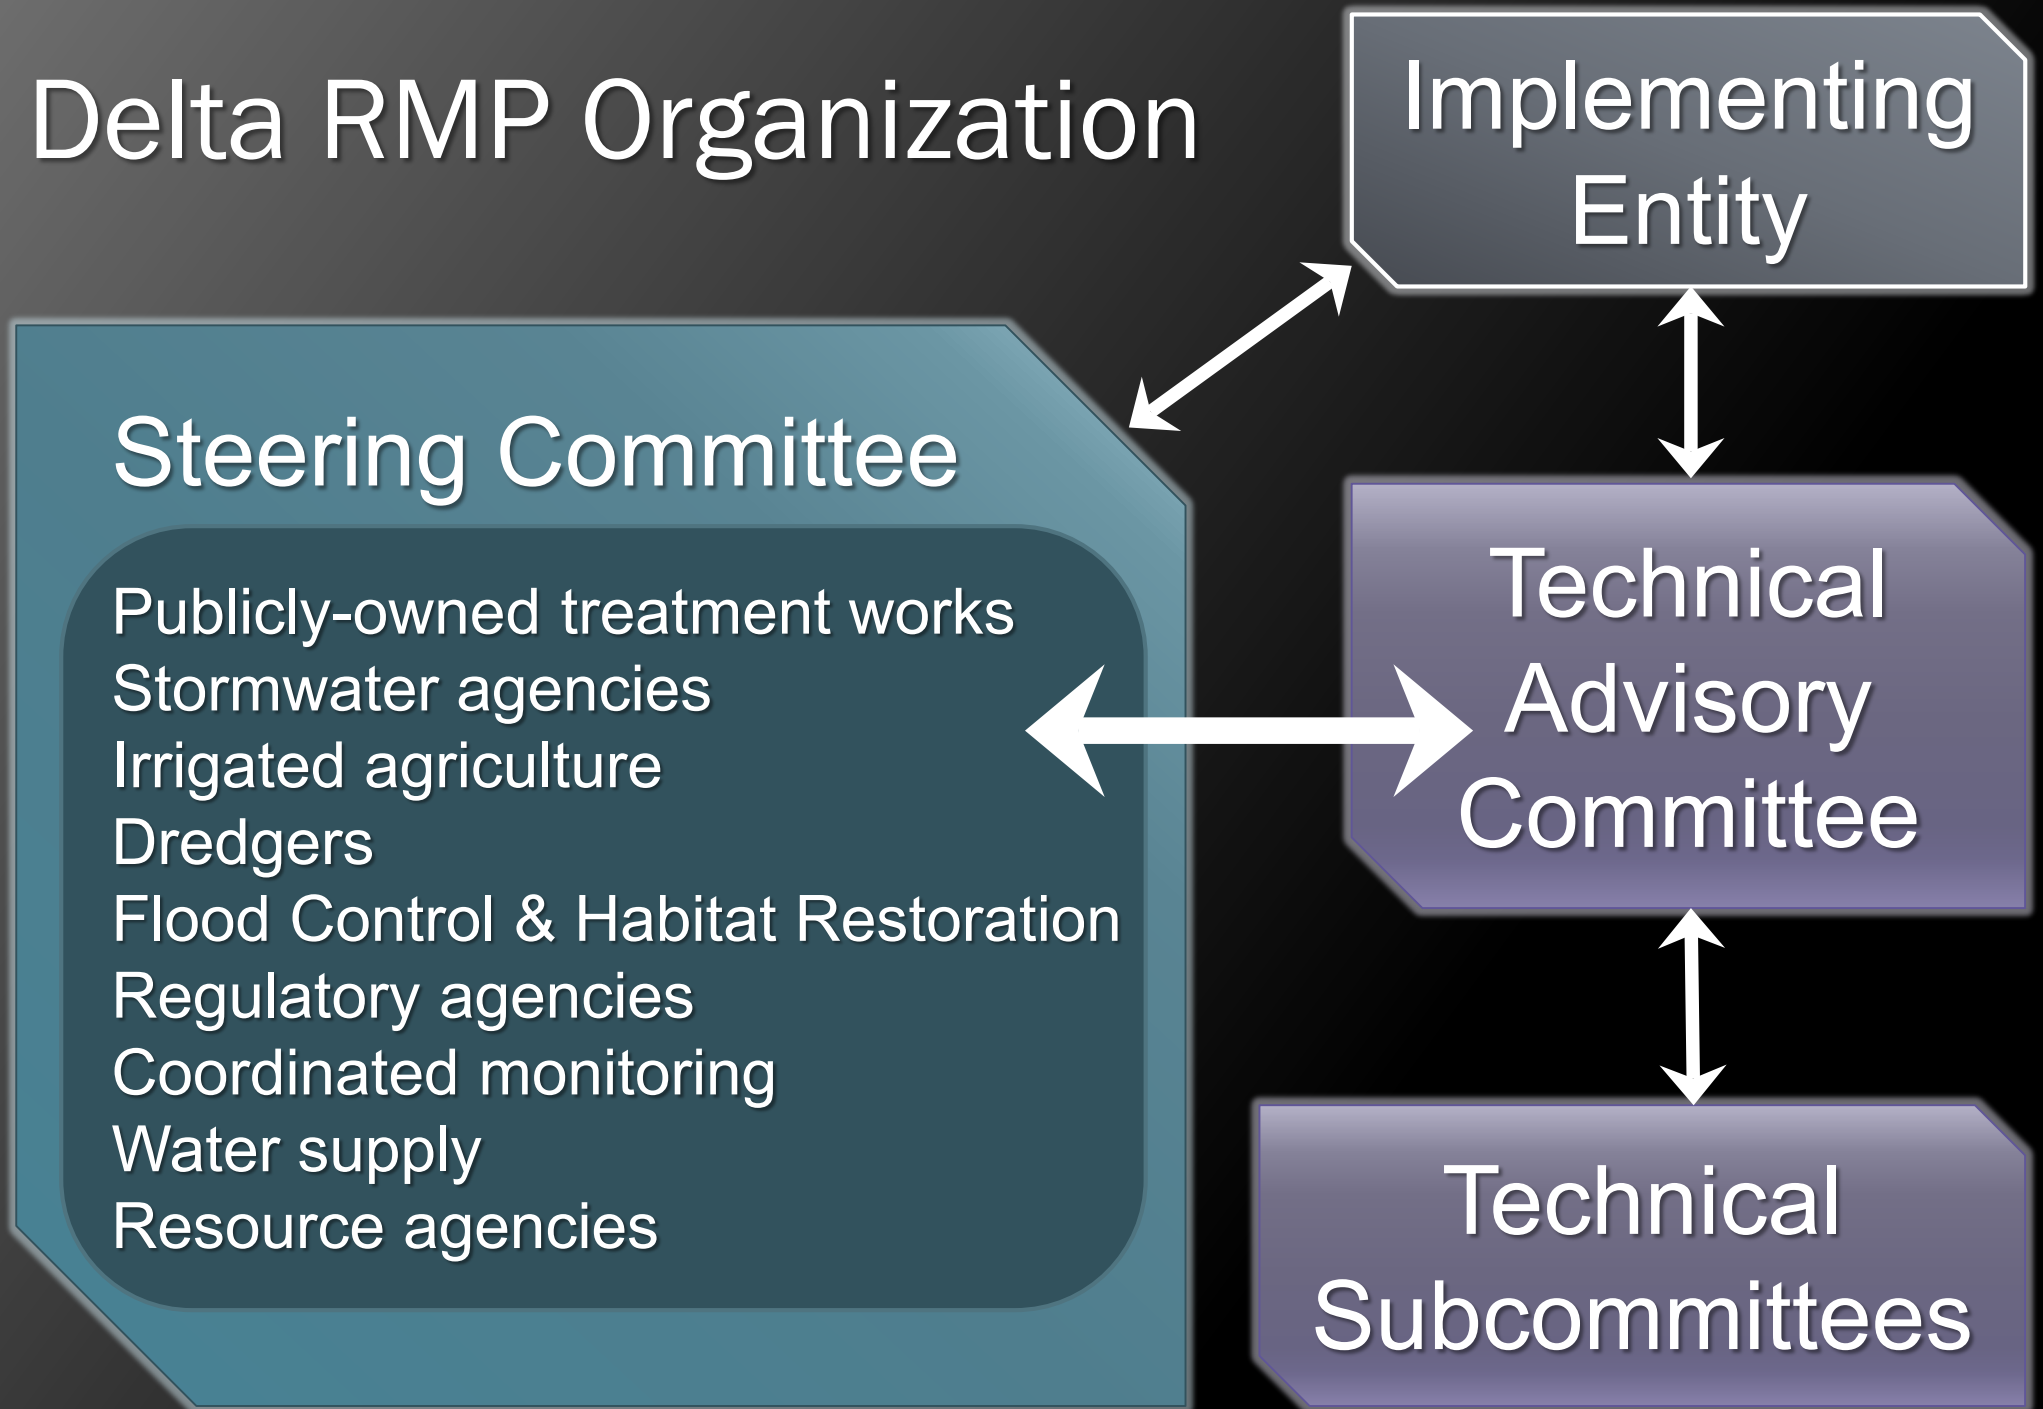 Delta RMP Organization
Implementing
Entity
Steering Committee
Publicly-owned treatment works
Stormwater agencies
Irrigated agriculture
Dredgers
Flood Control & Habitat Restoration
Regulatory agencies
Coordinated monitoring
Water supply
Resource agencies
Technical
Advisory
Committee
Technical
Subcommittees